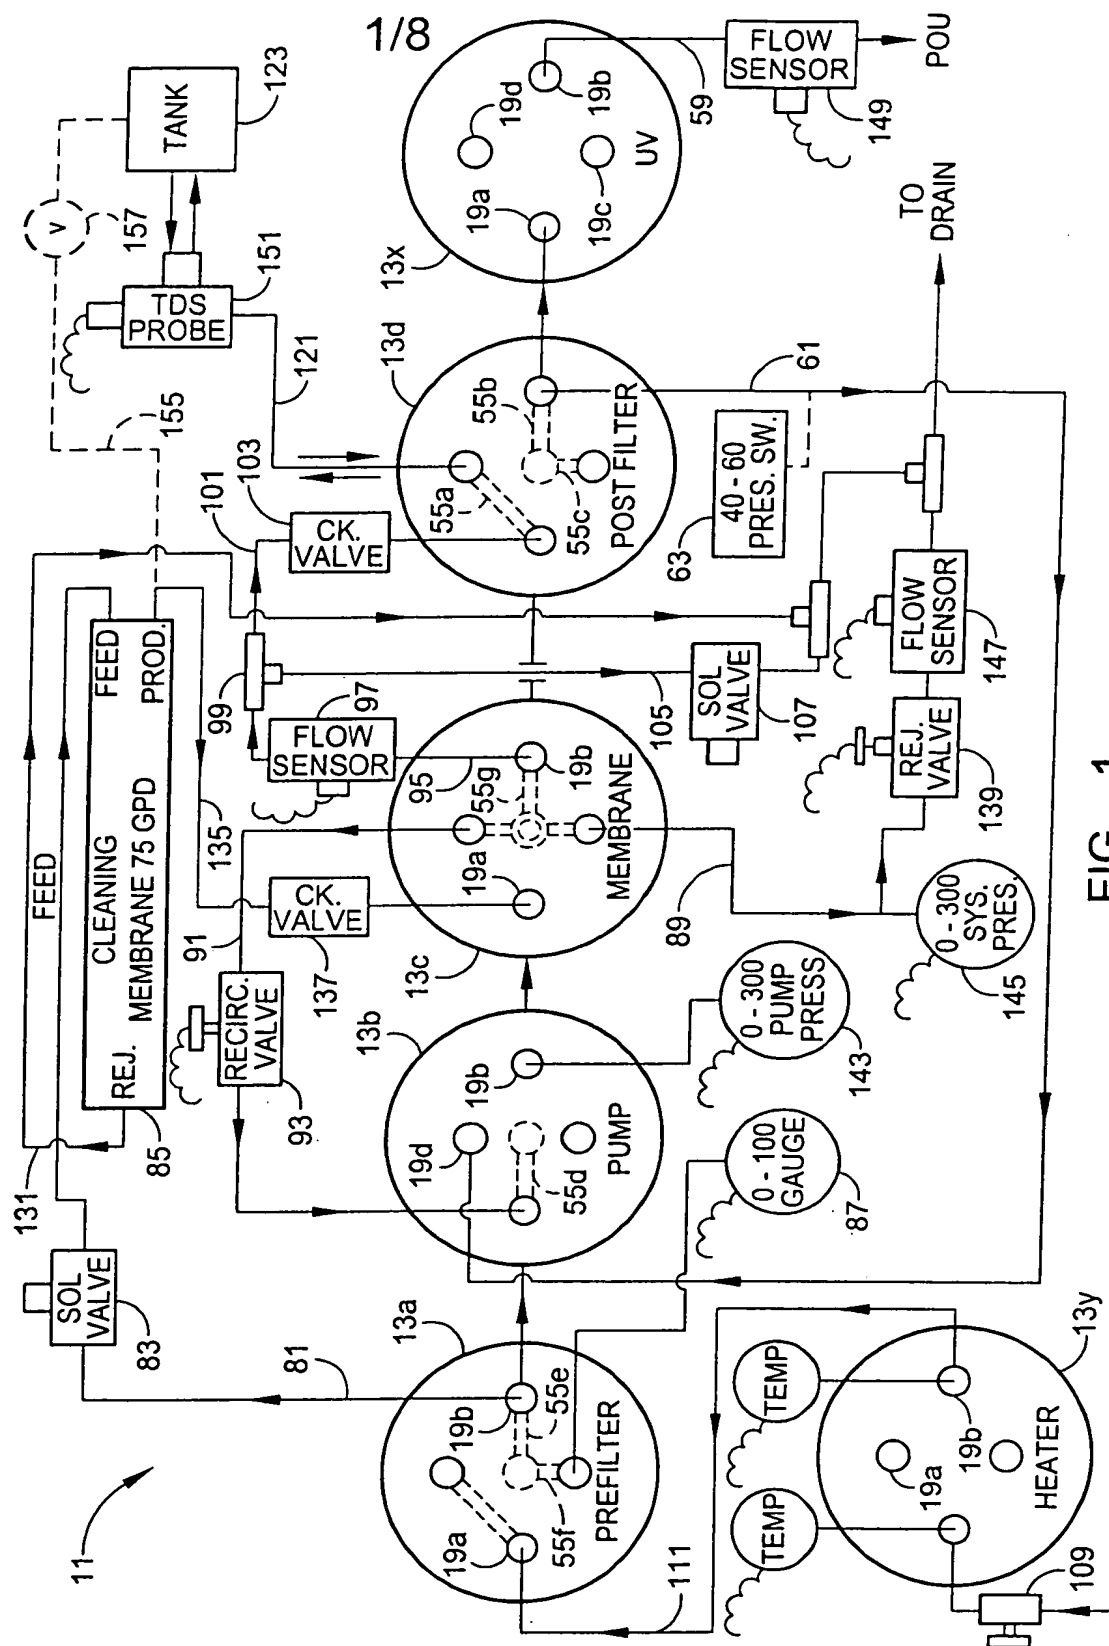 1/8
123
TANK
V
157
151
TDS
PROBE
121
155
103
101
CK.
VALVE
13d
55a
55b
55c
POST FILTER
13x
19d
19b
19a
19c
UV
59
FLOW
SENSOR
149
POU
TO
DRAIN
61
40 - 60
PRES. SW.
63
FEED
PROD.
CLEANING
MEMBRANE 75 GPD
REJ.
FEED
135
99
97
FLOW
SENSOR
95
55g
19b
19a
MEMBRANE
13c
105
SOL
VALVE
107
FLOW
SENSOR
147
REJ.
VALVE
139
89
0 - 300
SYS.
PRES.
145
91
CK.
VALVE
137
131
85
RECIRC.
VALVE
93
13b
19b
19d
55d
PUMP
0 - 300
PUMP
PRESS
143
0 - 100
GAUGE
87
SOL
VALVE
83
81
13a
19b
55e
19a
55f
PREFILTER
11
111
TEMP
TEMP
13y
19b
19a
HEATER
109
FIG. 1